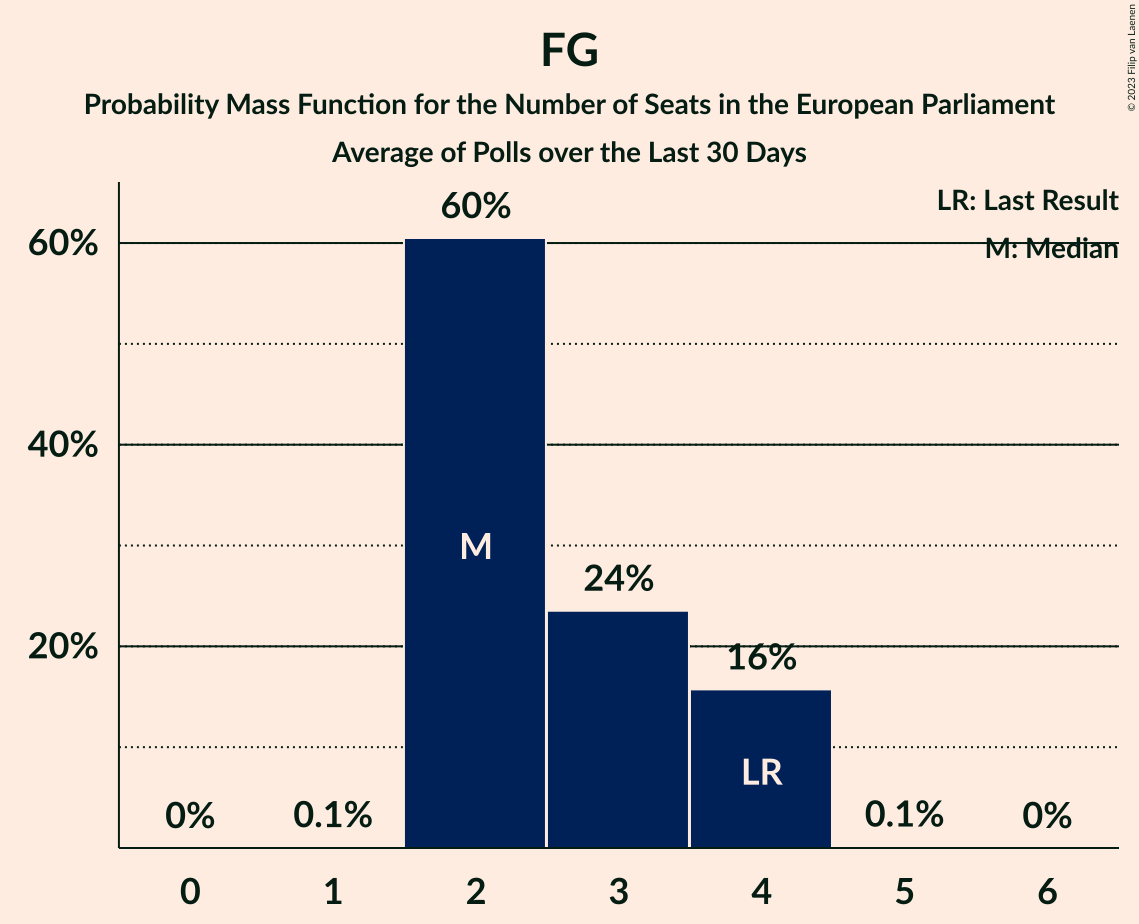 FG
Probability Mass Function for the Number of Seats in the European Parliament
Average of Polls over the Last 30 Days
© 2023 Filip van Laenen
LR: Last Result
M: Median
60%
40%
20%
0%
0.1%
60%
M
24%
16%
LR
0.1%
0%
0 1 2 3 4 5 6